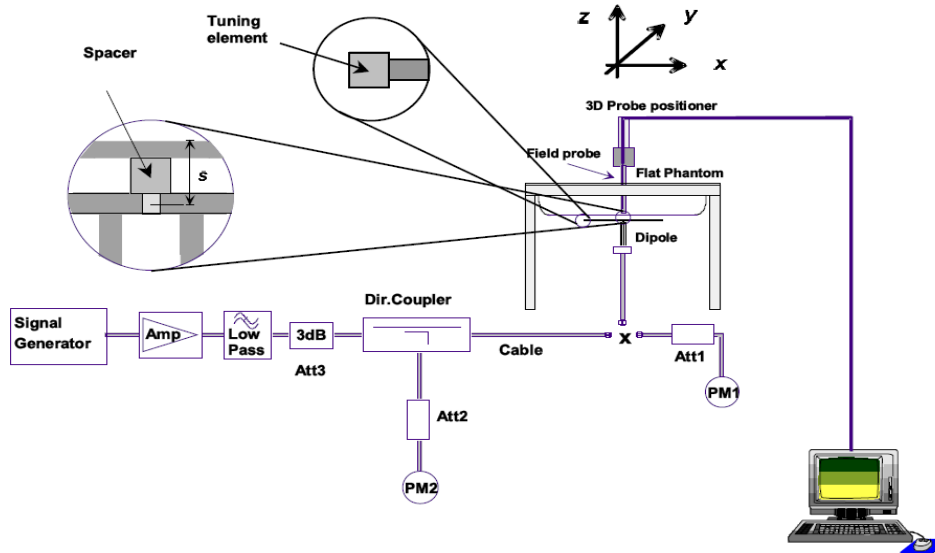 Tuning
element
Spacer
s
z
y
x
3D Probe positioner
Field probe
Flat Phantom
Dipole
Signal
Generator
Amp
Low
Pass
3dB
Att3
Dir.Coupler
Cable
x
Att1
PM1
Att2
PM2